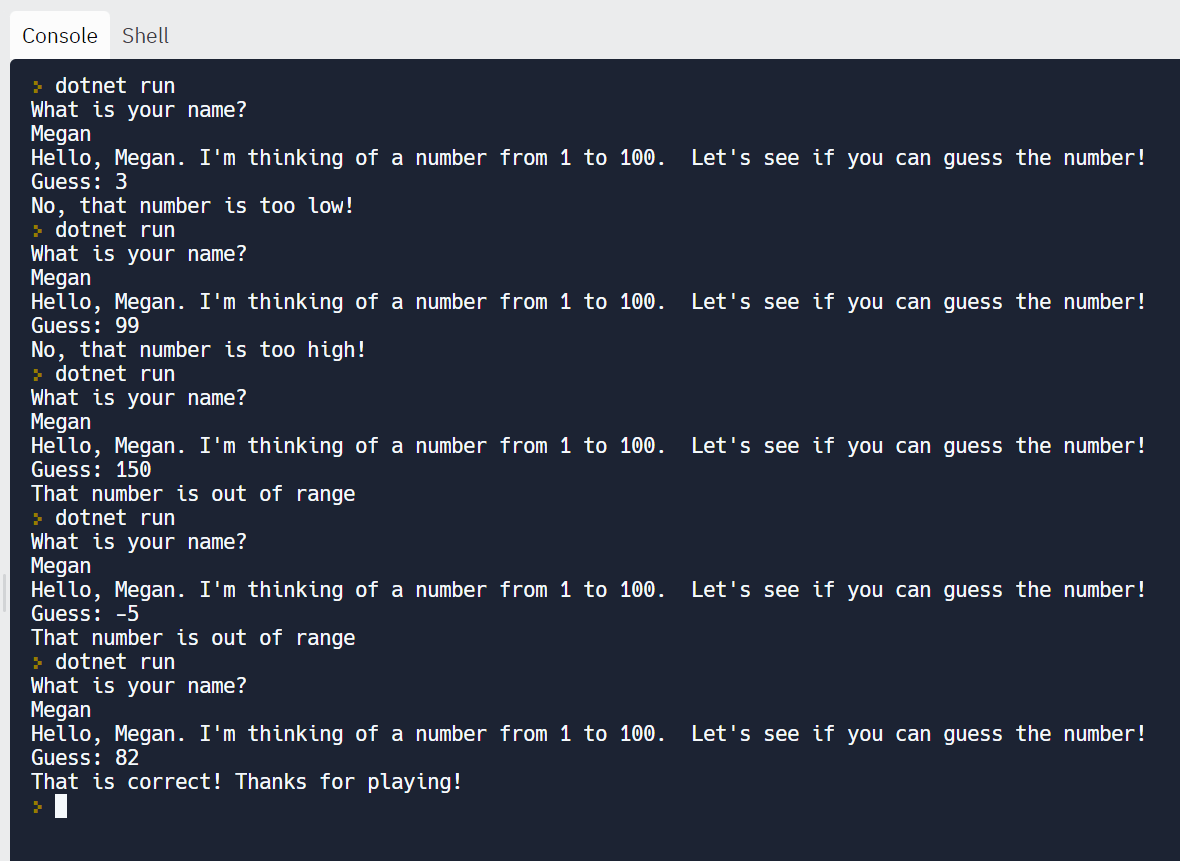 Console Shell
> dotnet run
What is your name?
Megan
Hello, Megan. I'm thinking of a number from 1 to 100.  Let's see if you can guess the number!
Guess: 3
No, that number is too low!
> dotnet run
What is your name?
Megan
Hello, Megan. I'm thinking of a number from 1 to 100.  Let's see if you can guess the number!
Guess: 99
No, that number is too high!
> dotnet run
What is your name?
Megan
Hello, Megan. I'm thinking of a number from 1 to 100.  Let's see if you can guess the number!
Guess: 150
That number is out of range
> dotnet run
What is your name?
Megan
Hello, Megan. I'm thinking of a number from 1 to 100.  Let's see if you can guess the number!
Guess: -5
That number is out of range
> dotnet run
What is your name?
Megan
Hello, Megan. I'm thinking of a number from 1 to 100.  Let's see if you can guess the number!
Guess: 82
That is correct! Thanks for playing!
>